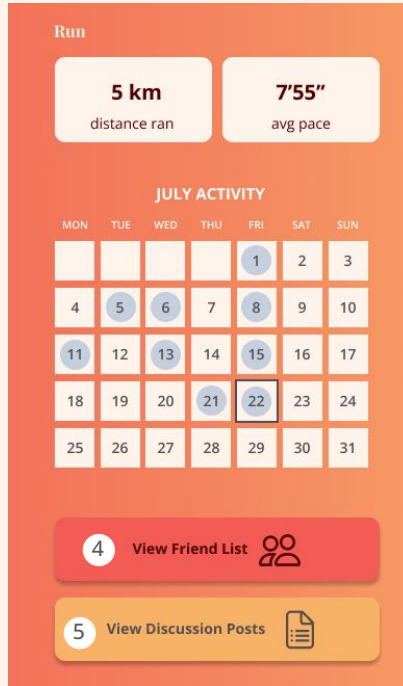 Run
5 km 7’55”
distance ran avg pace
JULY ACTIVITY
MON TUE WED THU FRI SAT SUN
1 2 3
4 5 6 7 8 9 10
11 12 13 14 15 16 17
18 19 20 21 22 23 24
25 26 27 28 29 30 31
4 View Friend List
5 View Discussion Posts